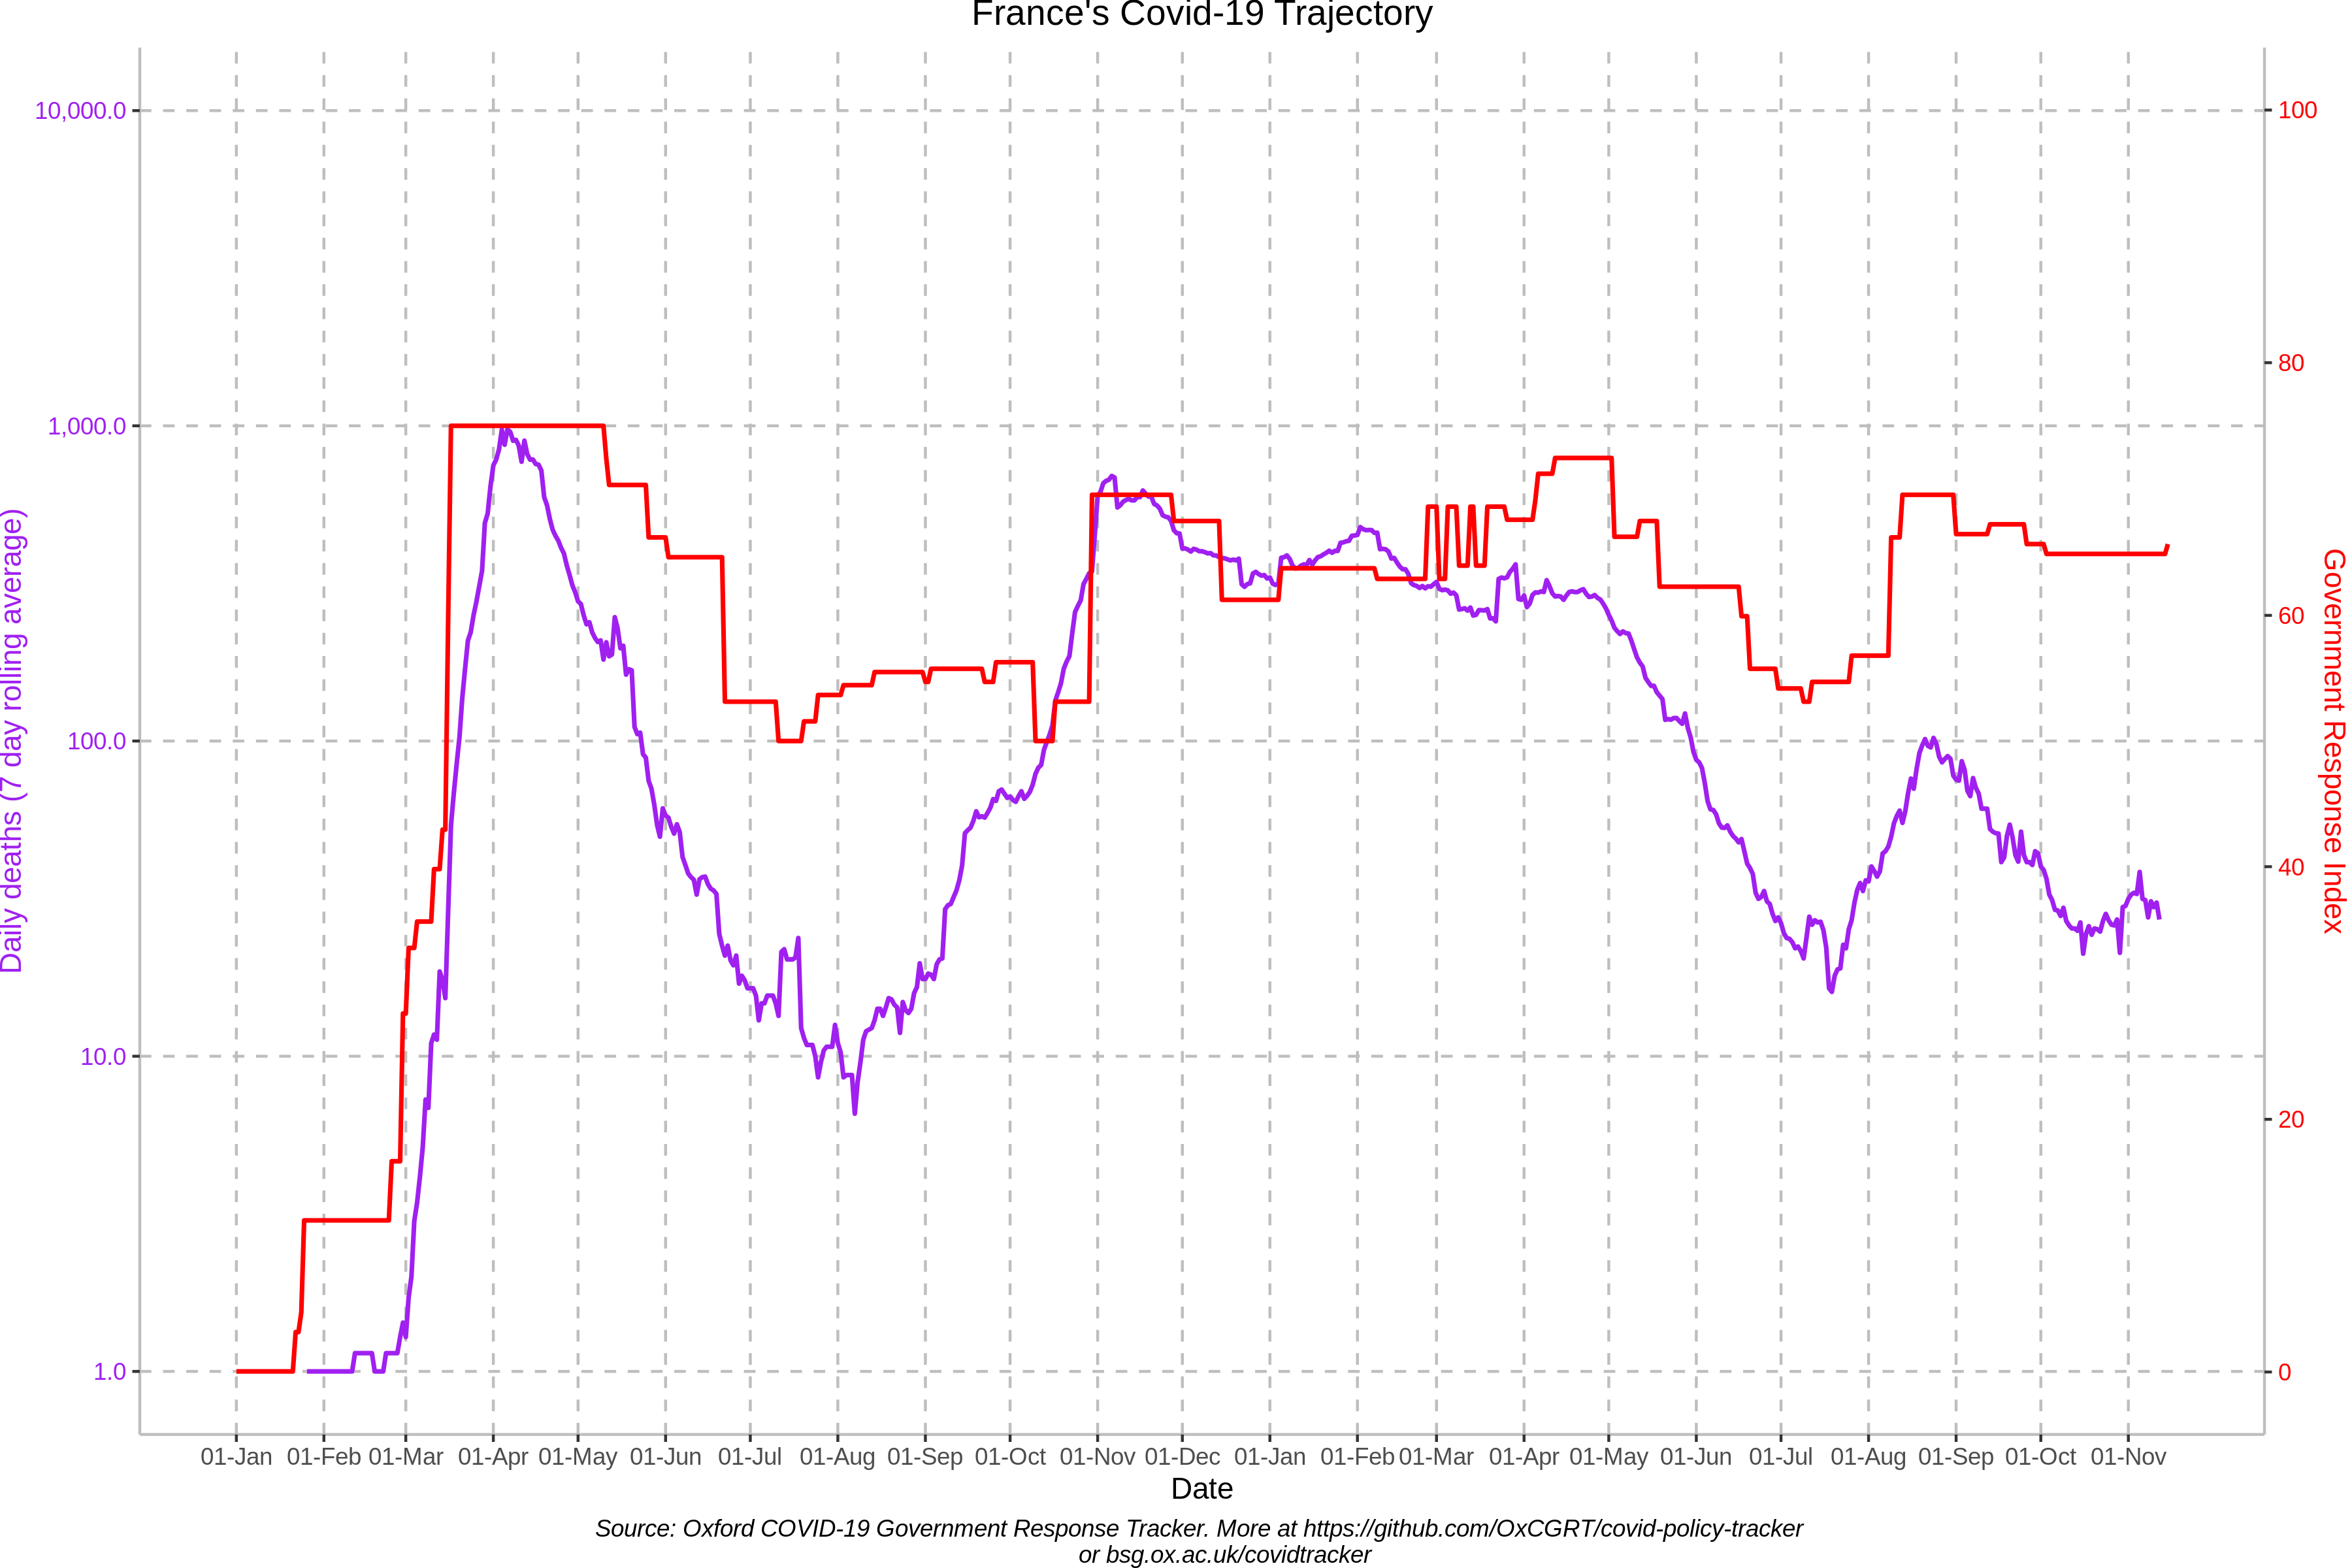 France's Covid-19 Trajectory
10,000.0
1,000.0
100.0
10.0
1.0
Daily deaths (7 day rolling average)
100
80
60
40
20
0
Government Response Index
01-Jan 01-Feb 01-Mar 01-Apr 01-May 01-Jun 01-Jul 01-Aug 01-Sep 01-Oct 01-Nov 01-Dec 01-Jan 01-Feb 01-Mar 01-Apr 01-May 01-Jun 01-Jul 01-Aug 01-Sep 01-Oct 01-Nov
Date
Source: Oxford COVID-19 Government Response Tracker. More at https://github.com/OxCGRT/covid-policy-tracker
or bsg.ox.ac.uk/covidtracker